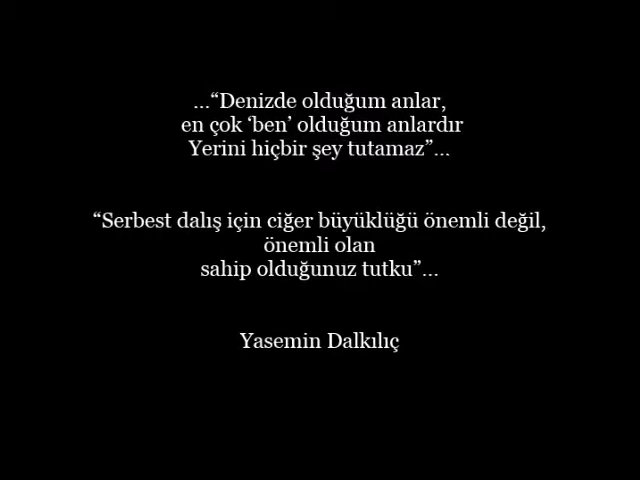 ...“Denizde olduğum anlar,
en çok ‘ben’ olduğum anlardır
Yerini hiçbir şey tutamaz”...
“Serbest dalış için ciğer büyüklüğü önemli değil,
önemli olan
sahip olduğunuz tutku”...
Yasemin Dalkılıç